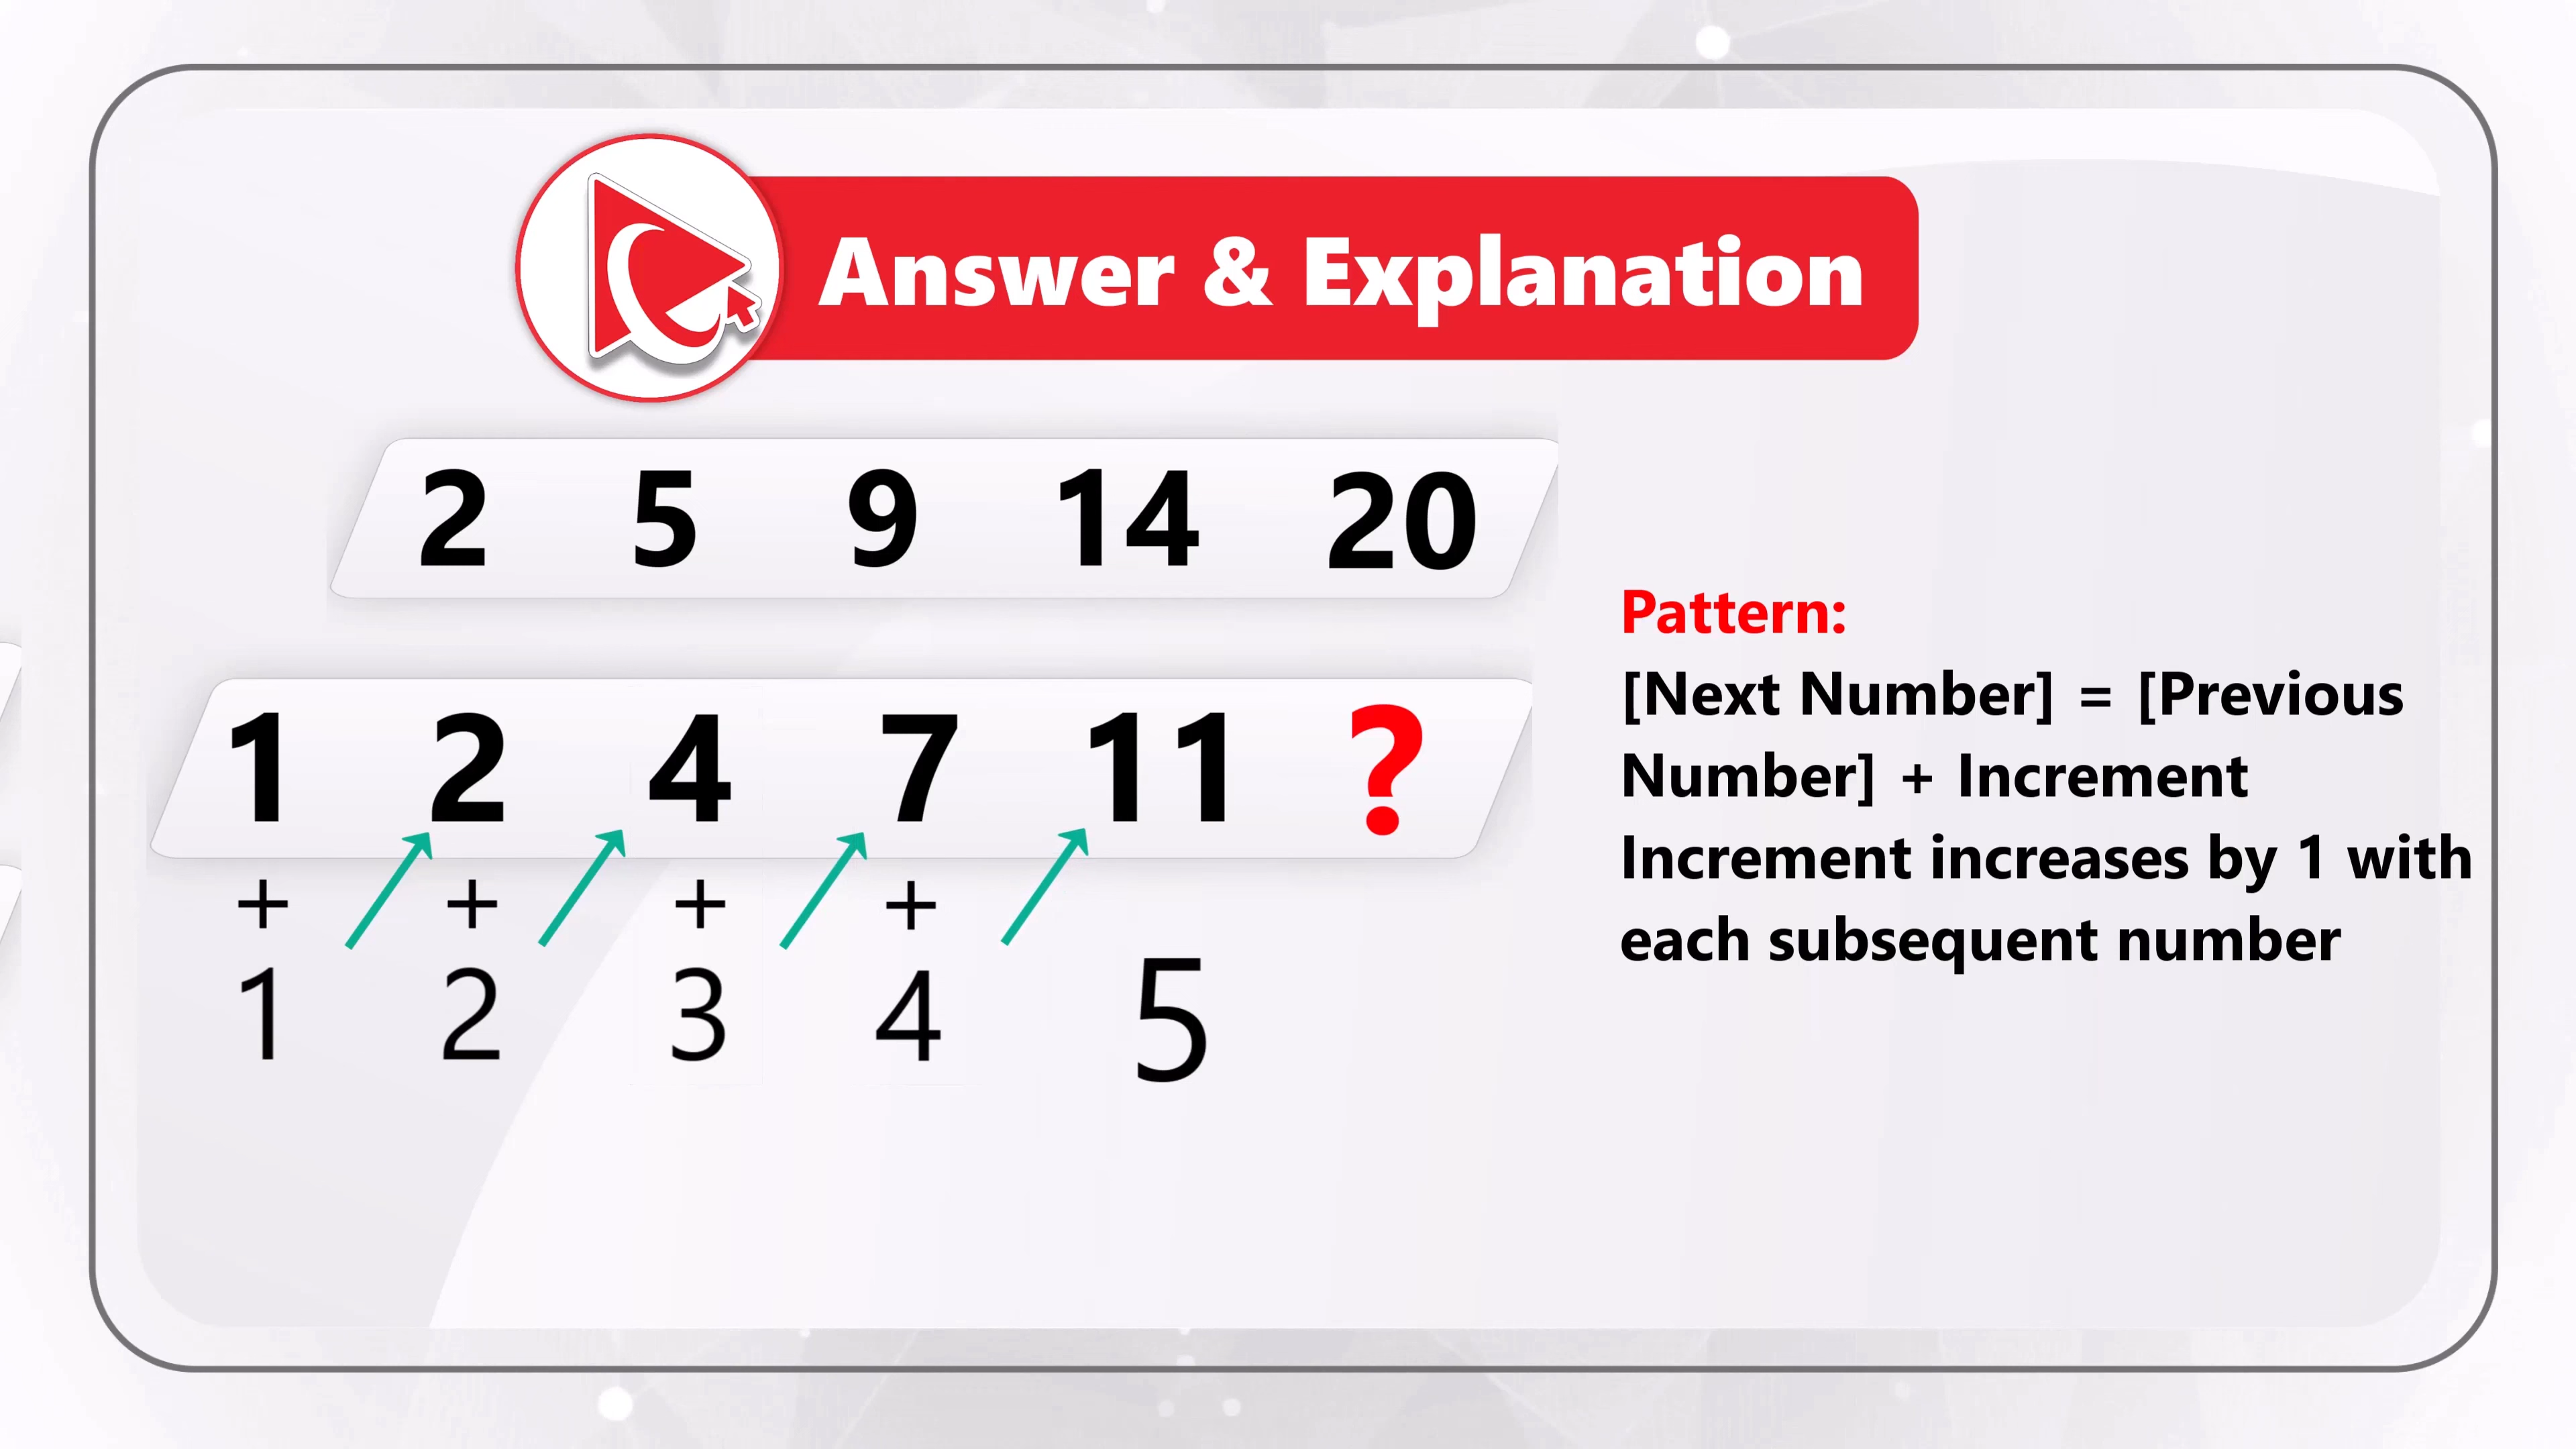 Answer & Explanation
2 5 9 14 20
1 2 4 7 11 ?
+ + + +
1 2 3 4 5
Pattern:
[Next Number] = [Previous
Number] + Increment
Increment increases by 1 with
each subsequent number